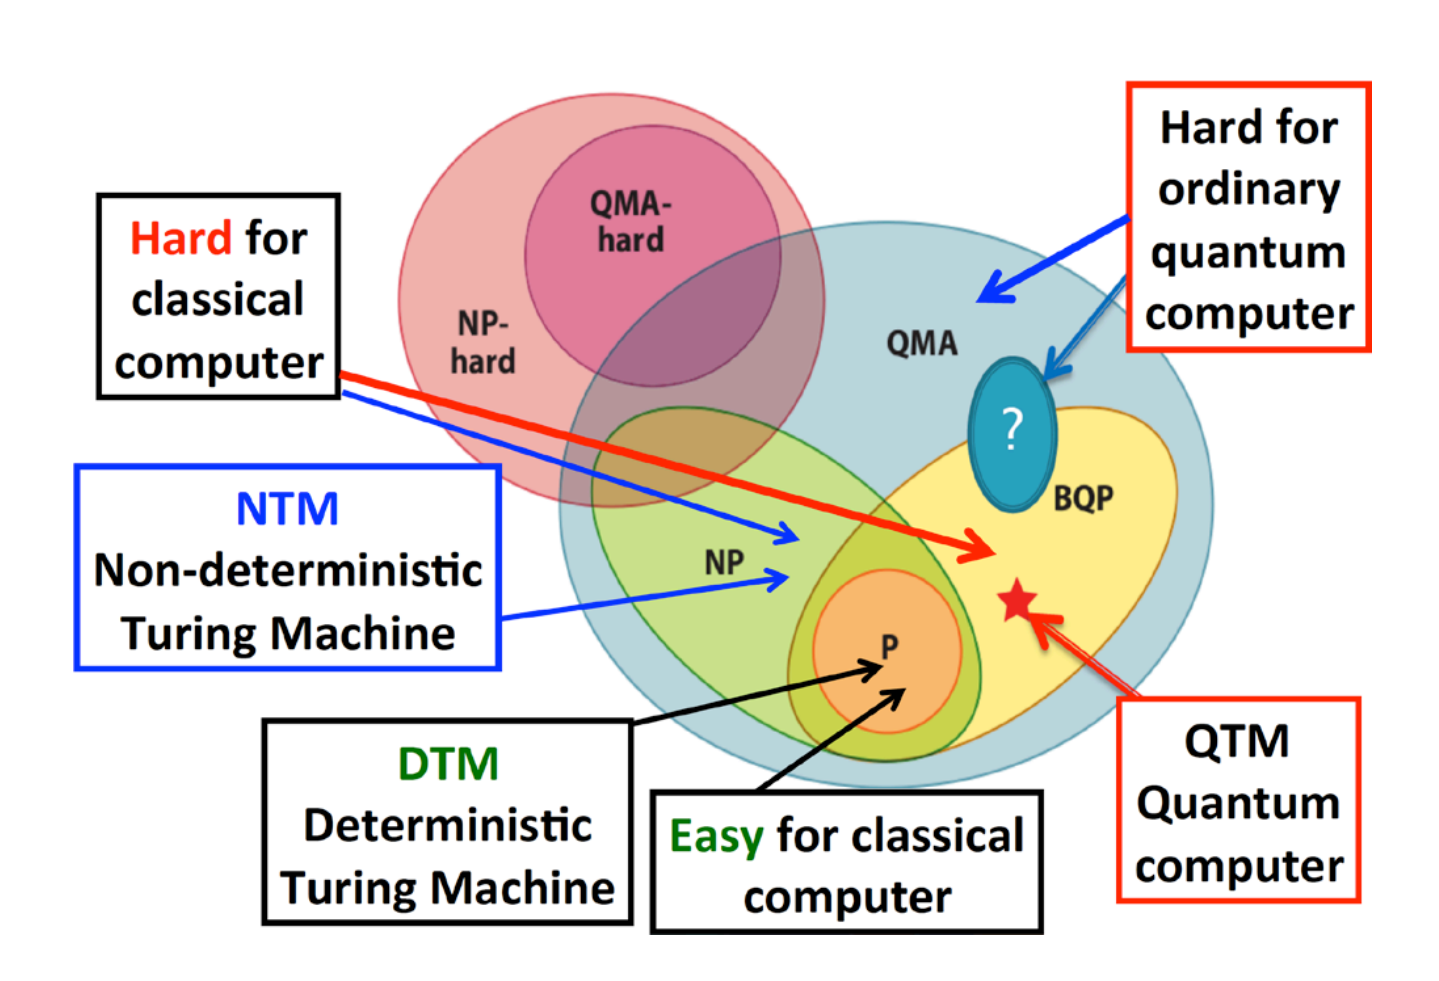 Hard for
ordinary
quantum
computer
QMA-
hard
Hard for
classical
computer
NP-
hard
QMA
?
BQP
NTM
Non-deterministic
Turing Machine
NP
P
DTM
Deterministic
Turing Machine
Easy for classical
computer
QTM
Quantum
computer